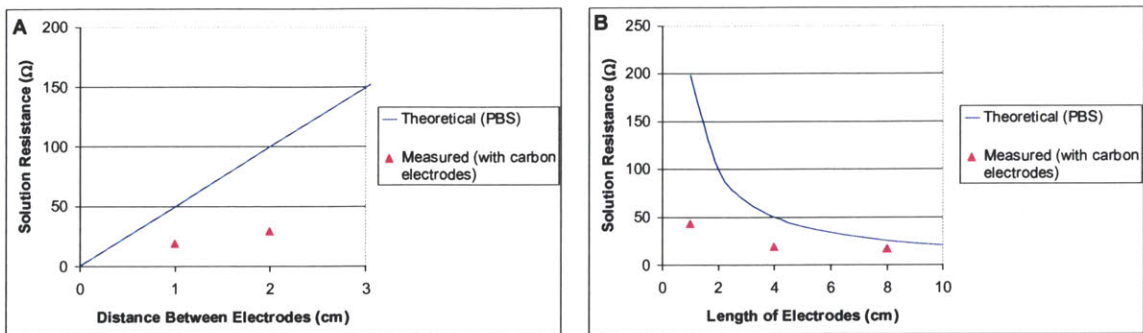 A
Solution Resistance (Ω)
200
150
100
50
0
0 1 2 3
Distance Between Electrodes (cm)
Theoretical (PBS)
Measured (with carbon
electrodes)
B
Solution Resistance (Ω)
250
200
150
100
50
0
0 2 4 6 8 10
Length of Electrodes (cm)
Theoretical (PBS)
Measured (with carbon
electrodes)